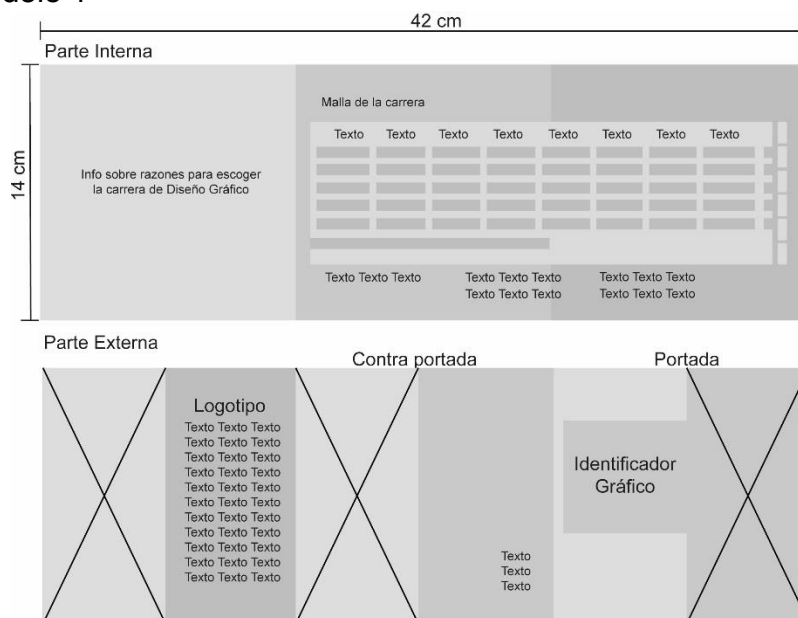 42 cm
Parte Interna
14 cm
Malla de la carrera
Texto Texto Texto Texto Texto Texto Texto Texto
Info sobre razones para escoger
la carrera de Diseño Gráfico
Texto Texto Texto
Texto Texto Texto
Texto Texto Texto
Texto Texto Texto
Texto Texto Texto
Parte Externa
Contra portada
Portada
Logotipo
Texto Texto Texto
Texto Texto Texto
Texto Texto Texto
Texto Texto Texto
Texto Texto Texto
Texto Texto Texto
Texto Texto Texto
Texto Texto Texto
Texto Texto Texto
Texto Texto Texto
Texto Texto Texto
Texto
Texto
Texto
Identificador
Gráfico